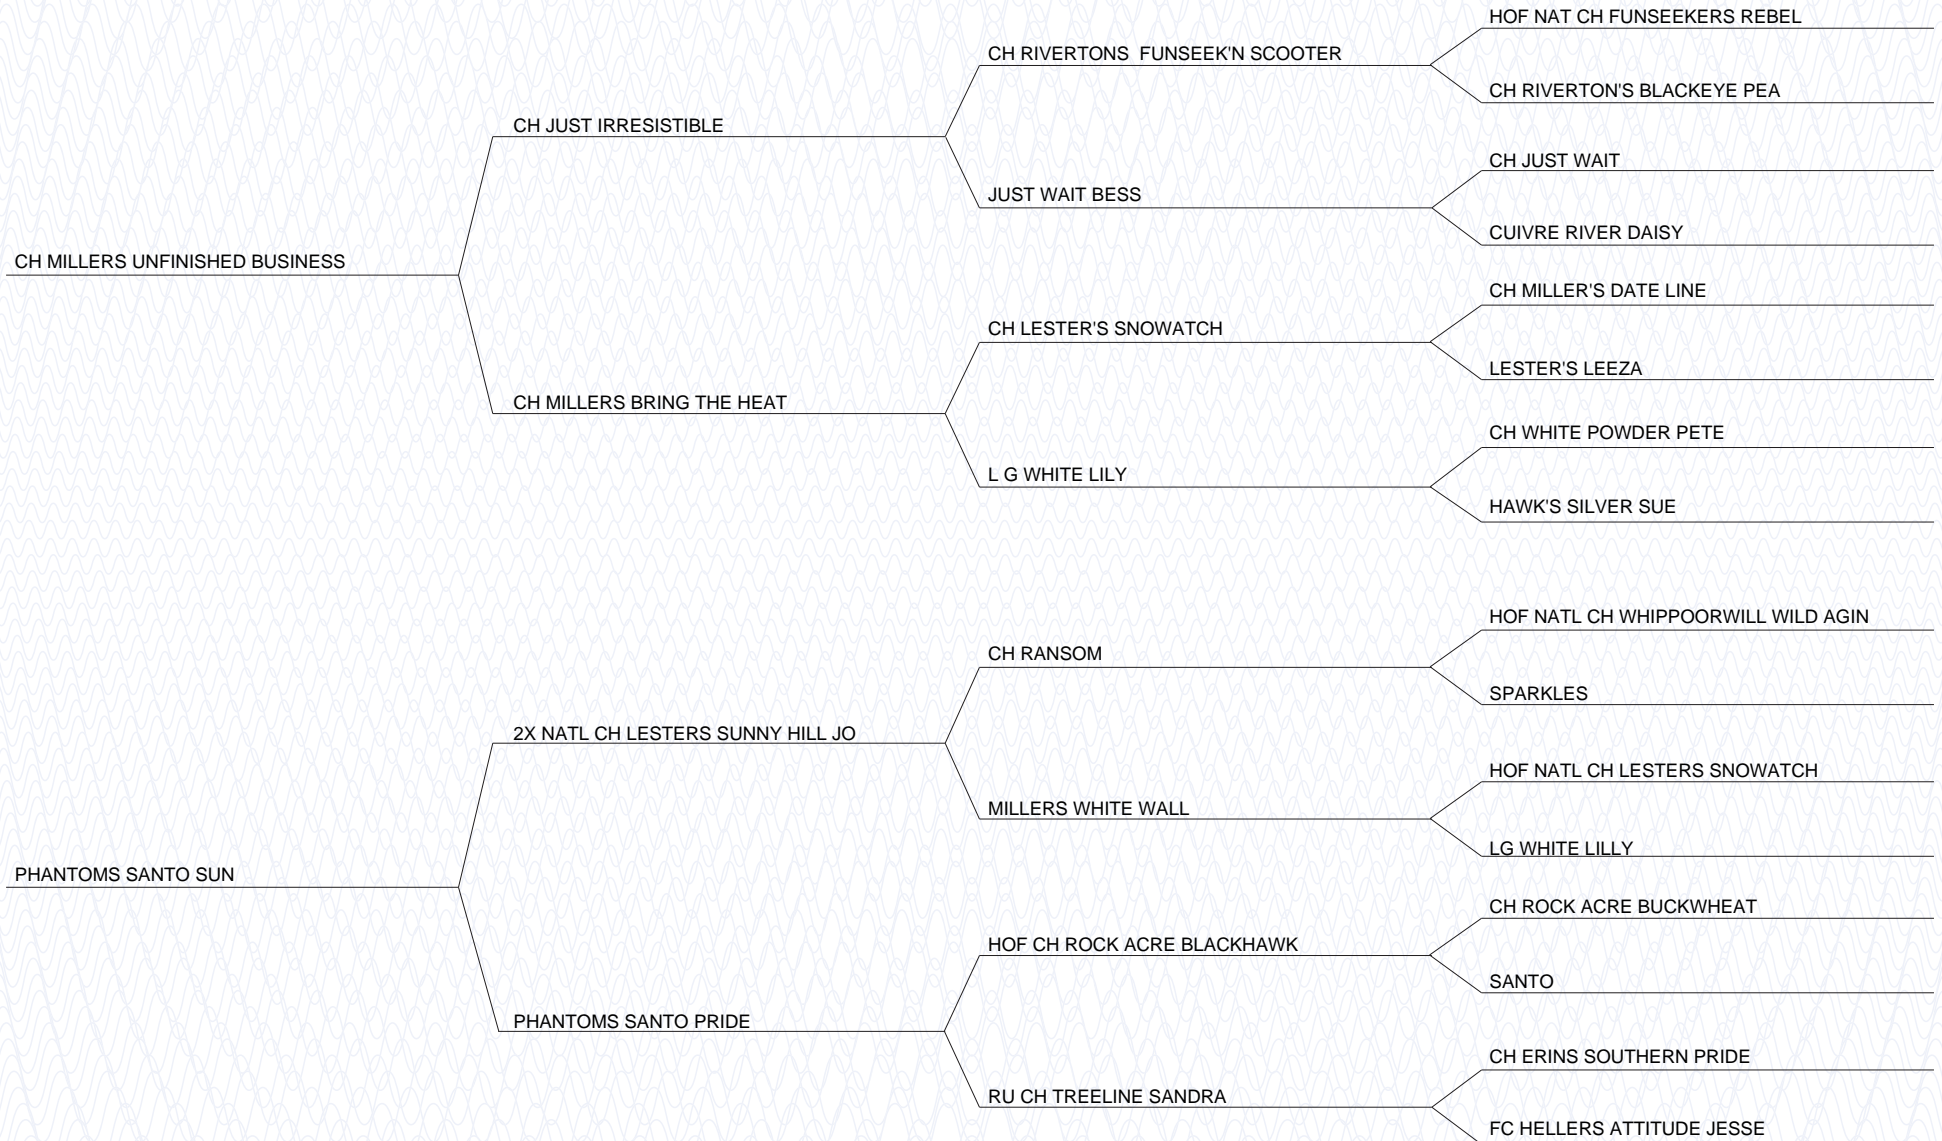 HOF NAT CH FUNSEEKERS REBEL
CH RIVERTONS  FUNSEEK'N SCOOTER
CH RIVERTON'S BLACKEYE PEA
CH JUST IRRESISTIBLE
CH JUST WAIT
JUST WAIT BESS
CUIVRE RIVER DAISY
CH MILLERS UNFINISHED BUSINESS
CH MILLER'S DATE LINE
CH LESTER'S SNOWATCH
LESTER'S LEEZA
CH MILLERS BRING THE HEAT
CH WHITE POWDER PETE
L G WHITE LILY
HAWK'S SILVER SUE
HOF NATL CH WHIPPOORWILL WILD AGIN
CH RANSOM
SPARKLES
2X NATL CH LESTERS SUNNY HILL JO
HOF NATL CH LESTERS SNOWATCH
MILLERS WHITE WALL
LG WHITE LILLY
PHANTOMS SANTO SUN
CH ROCK ACRE BUCKWHEAT
HOF CH ROCK ACRE BLACKHAWK
SANTO
PHANTOMS SANTO PRIDE
CH ERINS SOUTHERN PRIDE
RU CH TREELINE SANDRA
FC HELLERS ATTITUDE JESSE